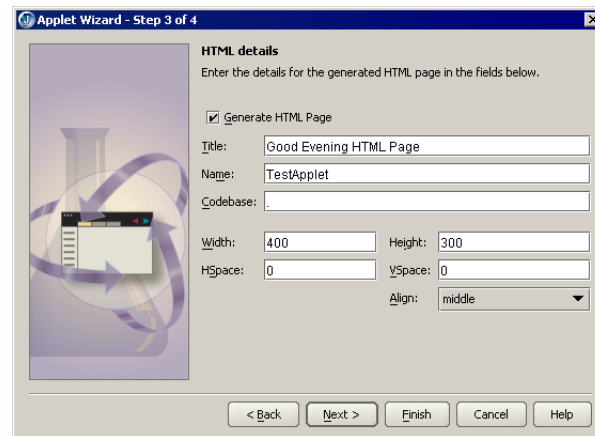 Applet Wizard - Step 3 of 4
HTML details
Enter the details for the generated HTML page in the fields below.
Generate HTML Page
Title: Good Evening HTML Page
Name: TestApplet
Codebase: .
Width: 400 Height: 300
HSpace: 0 VSpace: 0
Align: middle
< Back Next > Finish Cancel Help